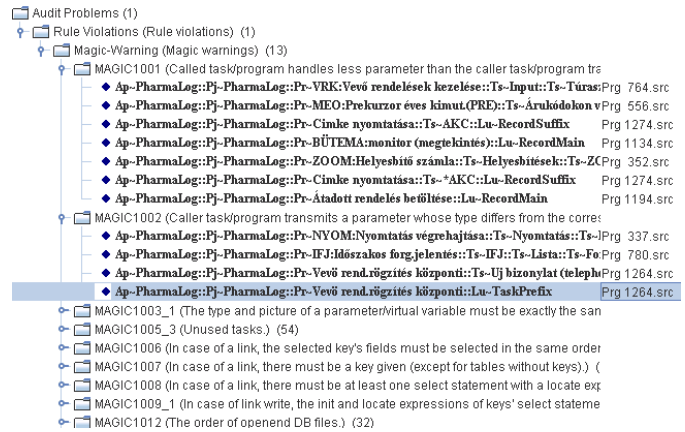 Audit Problems (1)
Rule Violations (Rule violations) (1)
Magic-Warning (Magic warnings) (13)
MAGIC1001 (Called task/program handles less parameter than the caller task/program tra
Ap~PharmaLog::Pj~PharmaLog::Pr~VRK:Vevő rendelések kezelése::Ts~Input::Ts~Túras: Prg 764.src
Ap~PharmaLog::Pj~PharmaLog::Pr~MEO:Prekurzor éves kimut.(PRE)::Ts~Árukódokon v Prg 556.src
Ap~PharmaLog::Pj~PharmaLog::Pr~Cimke nyomtatása::Ts~AKC::Lu~RecordSuffix Prg 1274.src
Ap~PharmaLog::Pj~PharmaLog::Pr~BÜTEMA:monitor (megtekintés)::Lu~RecordMain Prg 1134.src
Ap~PharmaLog::Pj~PharmaLog::Pr~ZOOM:Helyesbítő számla::Ts~Helyesbítések::Ts~ZC Prg 352.src
Ap~PharmaLog::Pj~PharmaLog::Pr~Cimke nyomtatása::Ts~*AKC::Lu~RecordSuffix Prg 1274.src
Ap~PharmaLog::Pj~PharmaLog::Pr~Átadott rendelés betöltése::Lu~RecordMain Prg 1194.src
MAGIC1002 (Caller task/program transmits a parameter whose type differs from the corres
Ap~PharmaLog::Pj~PharmaLog::Pr~NYOM:Nyomtatás végrehajtása::Ts~Nyomtatás::Ts~l Prg 337.src
Ap~PharmaLog::Pj~PharmaLog::Pr~IFJ:Időszakos forg.jelentés::Ts~IFJ::Ts~Lista::Ts~Fo: Prg 780.src
Ap~PharmaLog::Pj~PharmaLog::Pr~Vevő rend.rögzítés központi::Ts~Uj bizonylat (teleph Prg 1264.src
Ap~PharmaLog::Pj~PharmaLog::Pr~Vevő rend.rögzítés központi::Lu~TaskPrefix Prg 1264.src
MAGIC1003_1 (The type and picture of a parameter/virtual variable must be exactly the san
MAGIC1005_3 (Unused tasks.) (54)
MAGIC1006 (In case of a link, the selected key's fields must be selected in the same order
MAGIC1007 (In case of a link, there must be a key given (except for tables without keys).) (
MAGIC1008 (In case of a link, there must be at least one select statement with a locate exp
MAGIC1009_1 (In case of link write, the init and locate expressions of keys' select stateme
MAGIC1012 (The order of openend DB files.) (32)